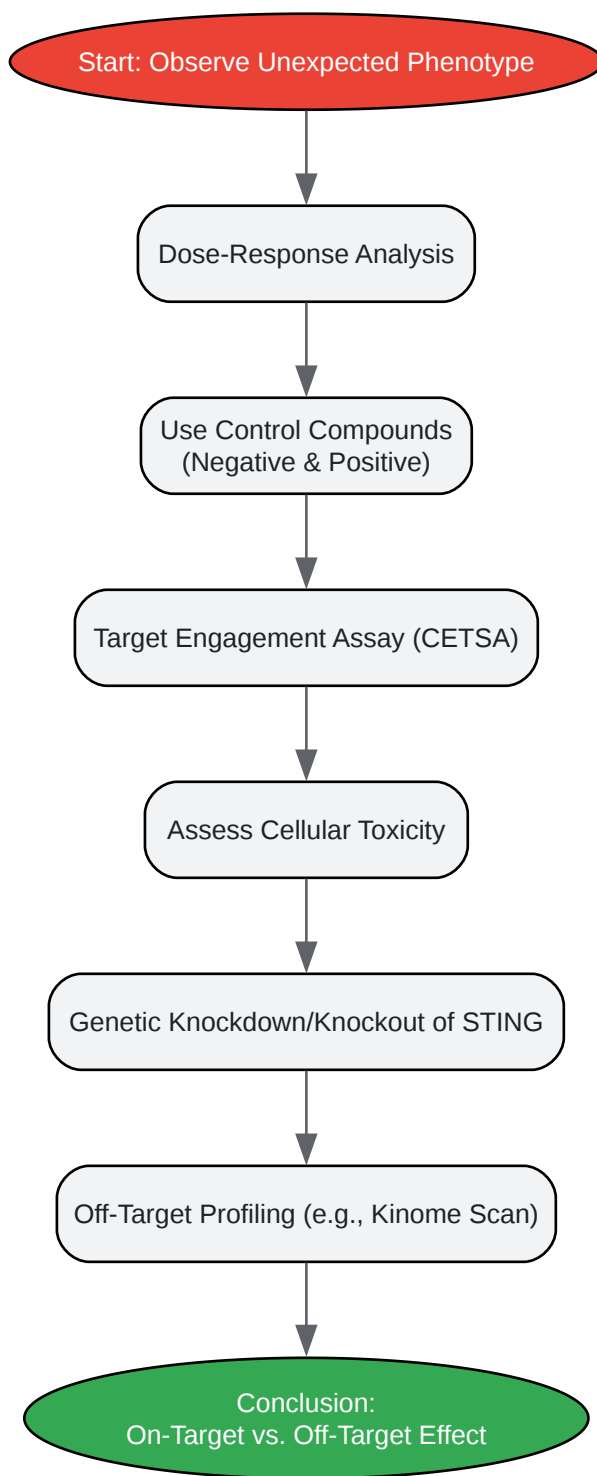 Start: Observe Unexpected Phenotype
Dose-Response Analysis
Use Control Compounds
(Negative & Positive)
Target Engagement Assay (CETSA)
Assess Cellular Toxicity
Genetic Knockdown/Knockout of STING
Off-Target Profiling (e.g., Kinome Scan)
Conclusion:
On-Target vs. Off-Target Effect